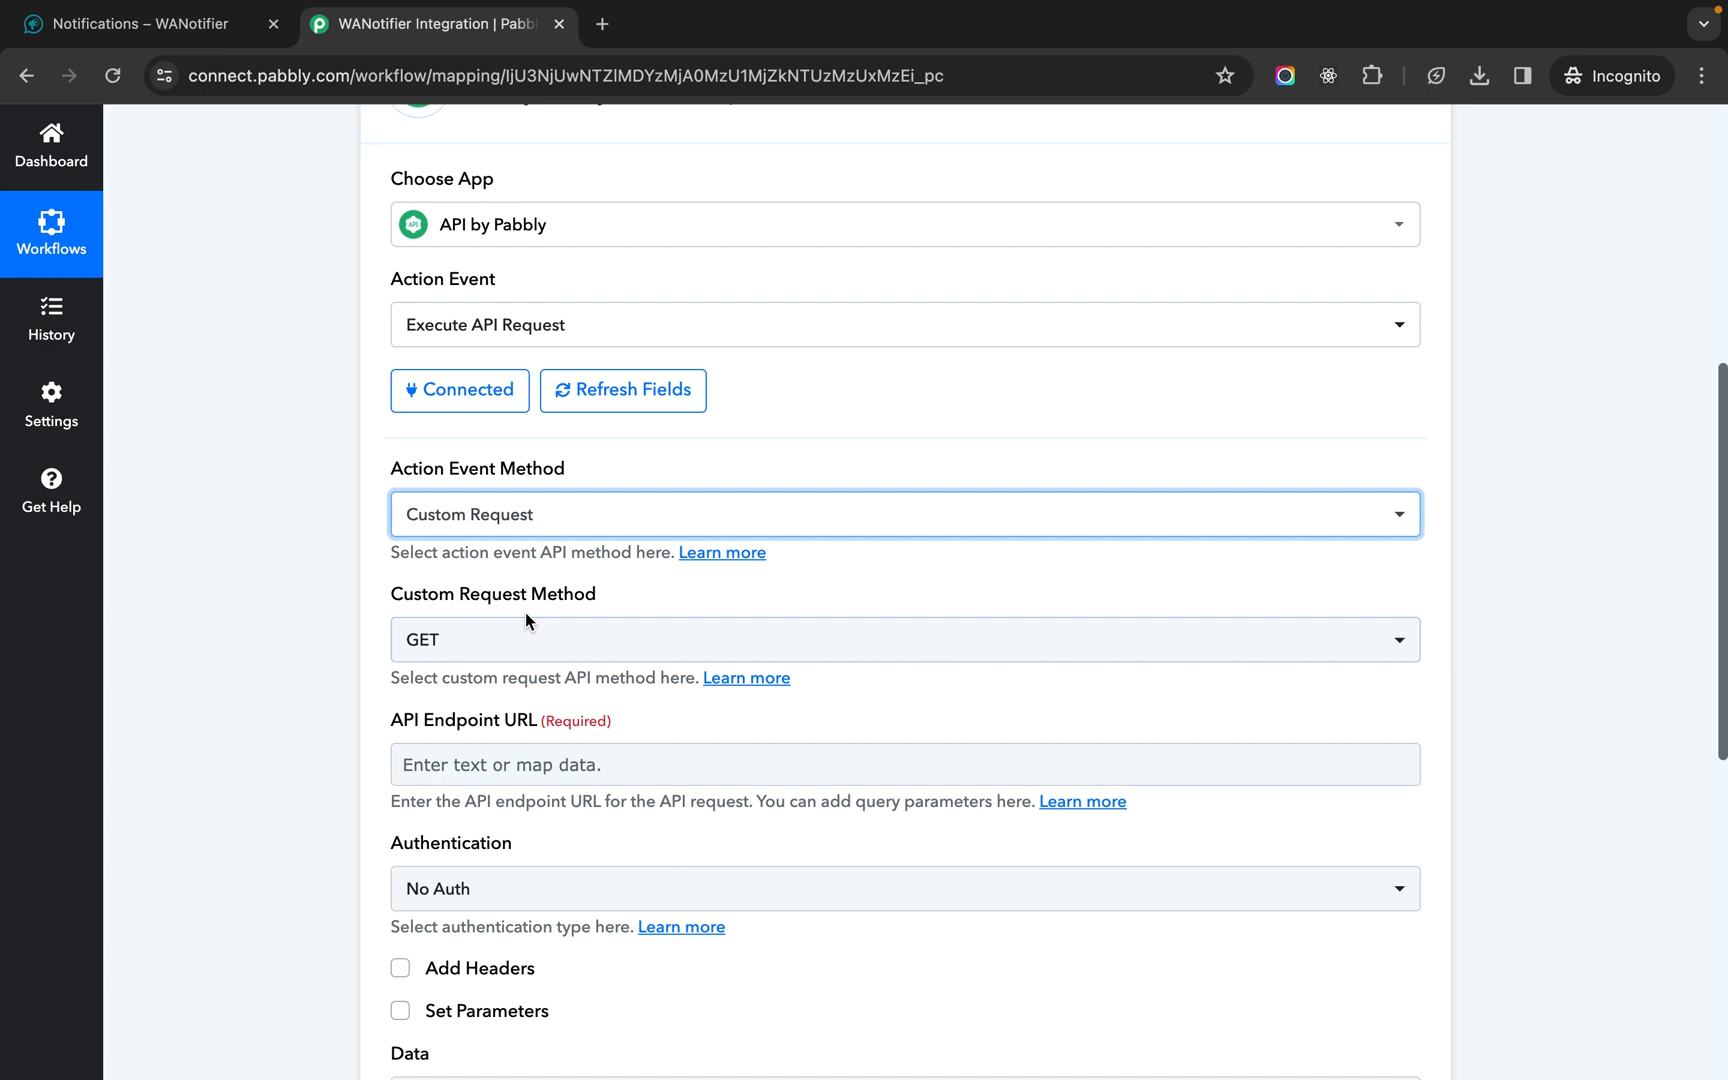 Notifications – WANotifier
WANotifier Integration | Pabbl
connect.pabbly.com/workflow/mapping/IjU3NjUwNTZlMDYzMjA0MzU1MjZkNTUzMzUxMzEi_pc
Incognito
Dashboard
Workflows
History
Settings
Get Help
Choose App
API
API by Pabbly
Action Event
Execute API Request
Connected
Refresh Fields
Action Event Method
Custom Request
Select action event API method here. Learn more
Custom Request Method
GET
Select custom request API method here. Learn more
API Endpoint URL (Required)
Enter text or map data.
Enter the API endpoint URL for the API request. You can add query parameters here. Learn more
Authentication
No Auth
Select authentication type here. Learn more
Add Headers
Set Parameters
Data